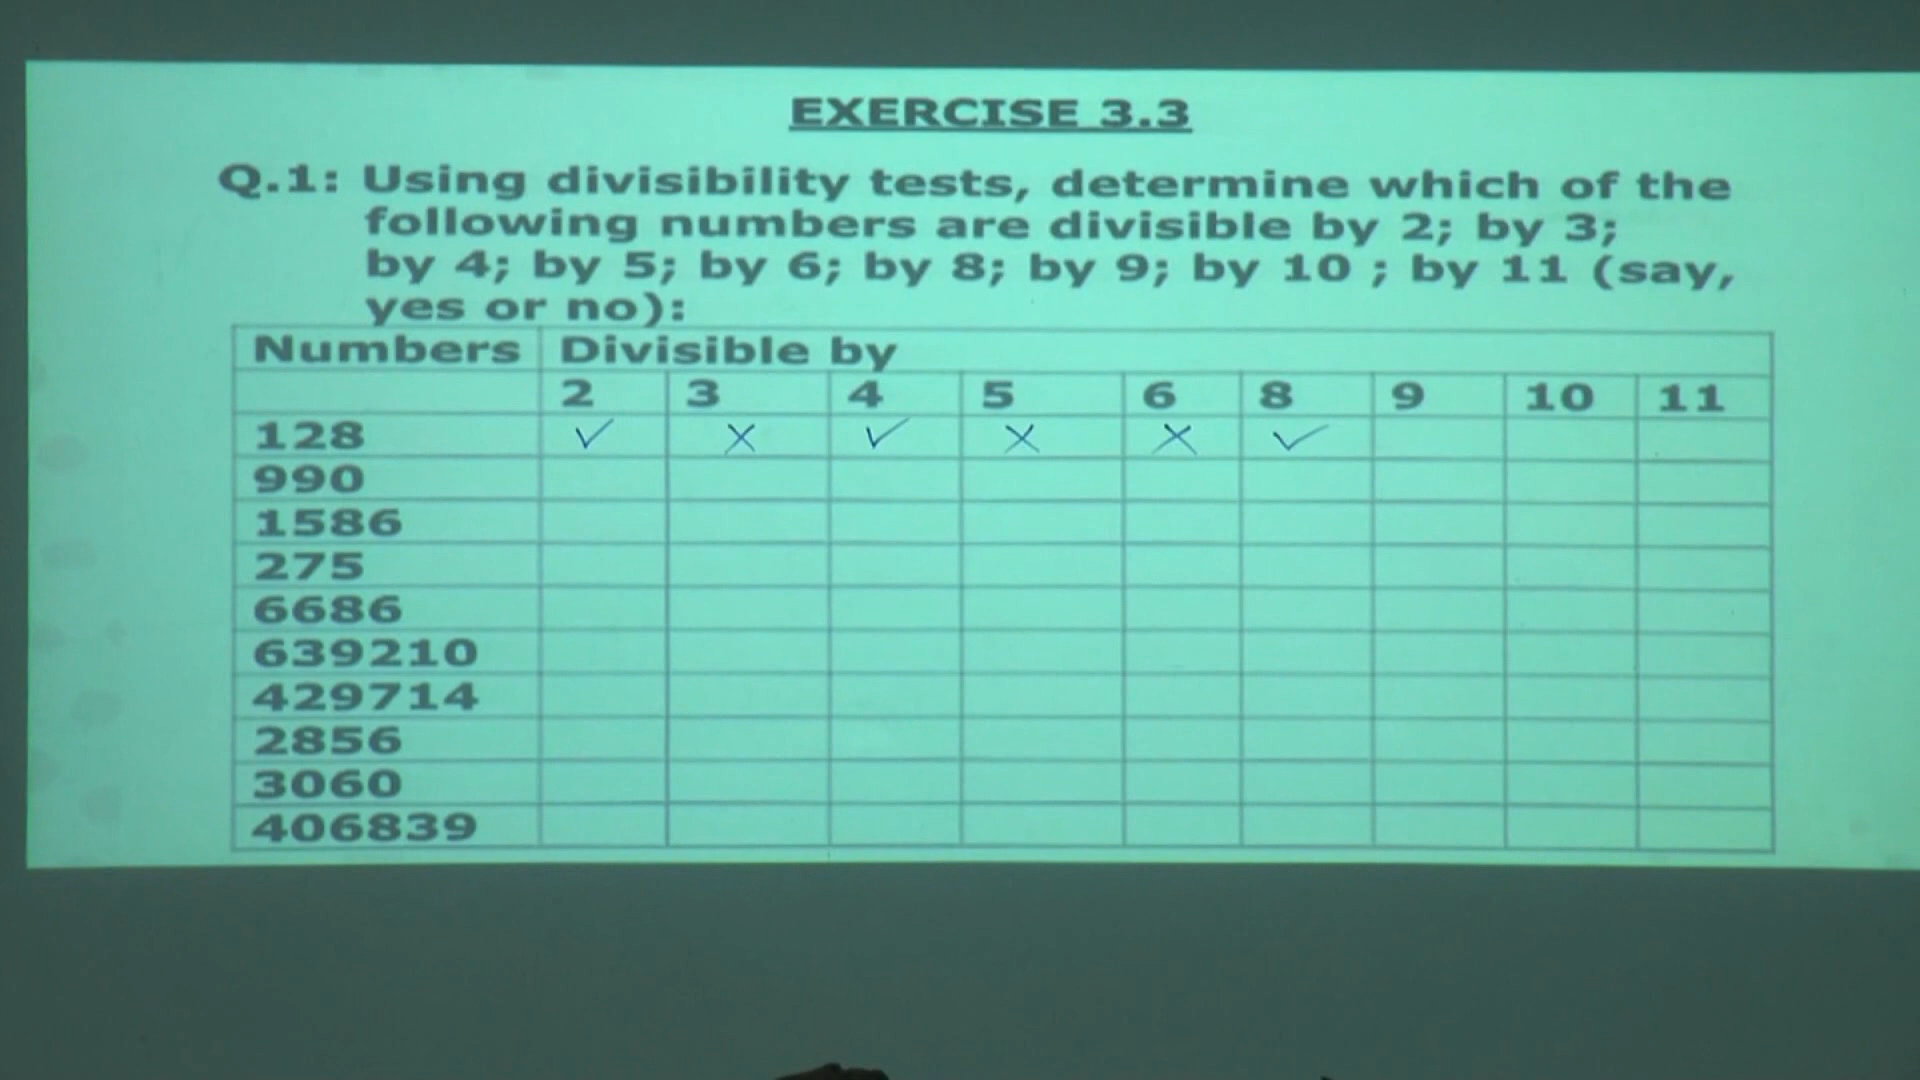 EXERCISE 3.3
Q.1: Using divisibility tests, determine which of the
following numbers are divisible by 2; by 3;
by 4; by 5; by 6; by 8; by 9; by 10 ; by 11 (say,
yes or no):
Numbers Divisible by
2 3 4 5 6 8 9 10 11
128 ✓ ✗ ✓ ✗ ✗ ✓
990
1586
275
6686
639210
429714
2856
3060
406839